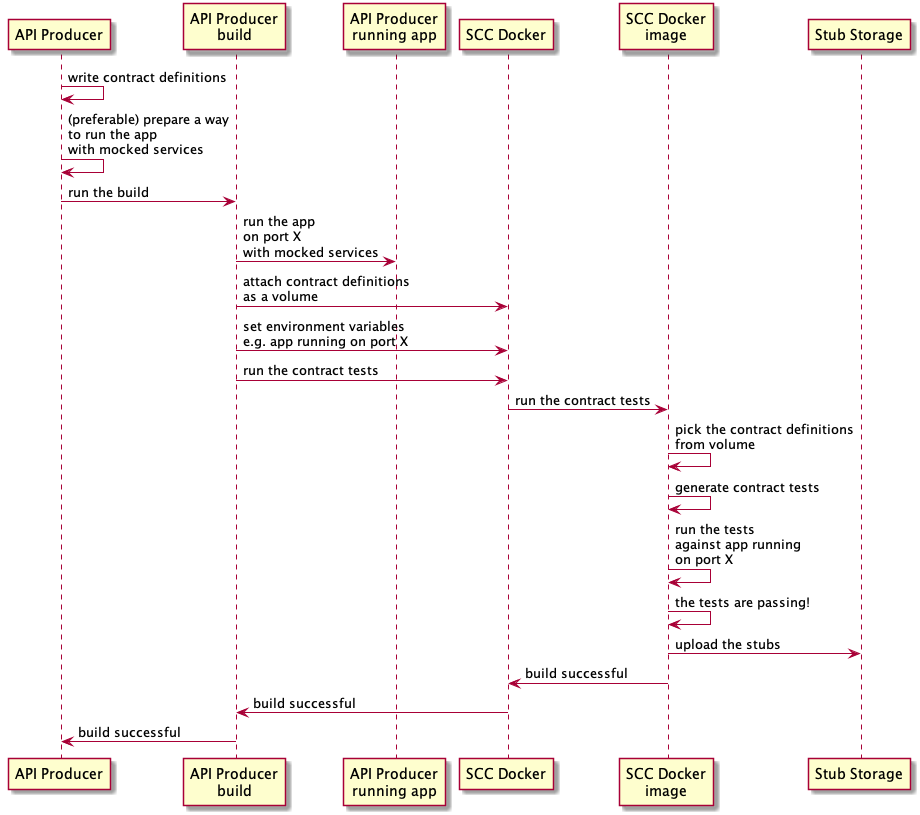 API Producer
API Producer
build
API Producer
running app
SCC Docker
SCC Docker
image
Stub Storage
write contract definitions
(preferable) prepare a way
to run the app
with mocked services
run the build
run the app
on port X
with mocked services
attach contract definitions
as a volume
set environment variables
e.g. app running on port X
run the contract tests
run the contract tests
pick the contract definitions
from volume
generate contract tests
run the tests
against app running
on port X
the tests are passing!
upload the stubs
build successful
build successful
build successful
API Producer
API Producer
build
API Producer
running app
SCC Docker
SCC Docker
image
Stub Storage